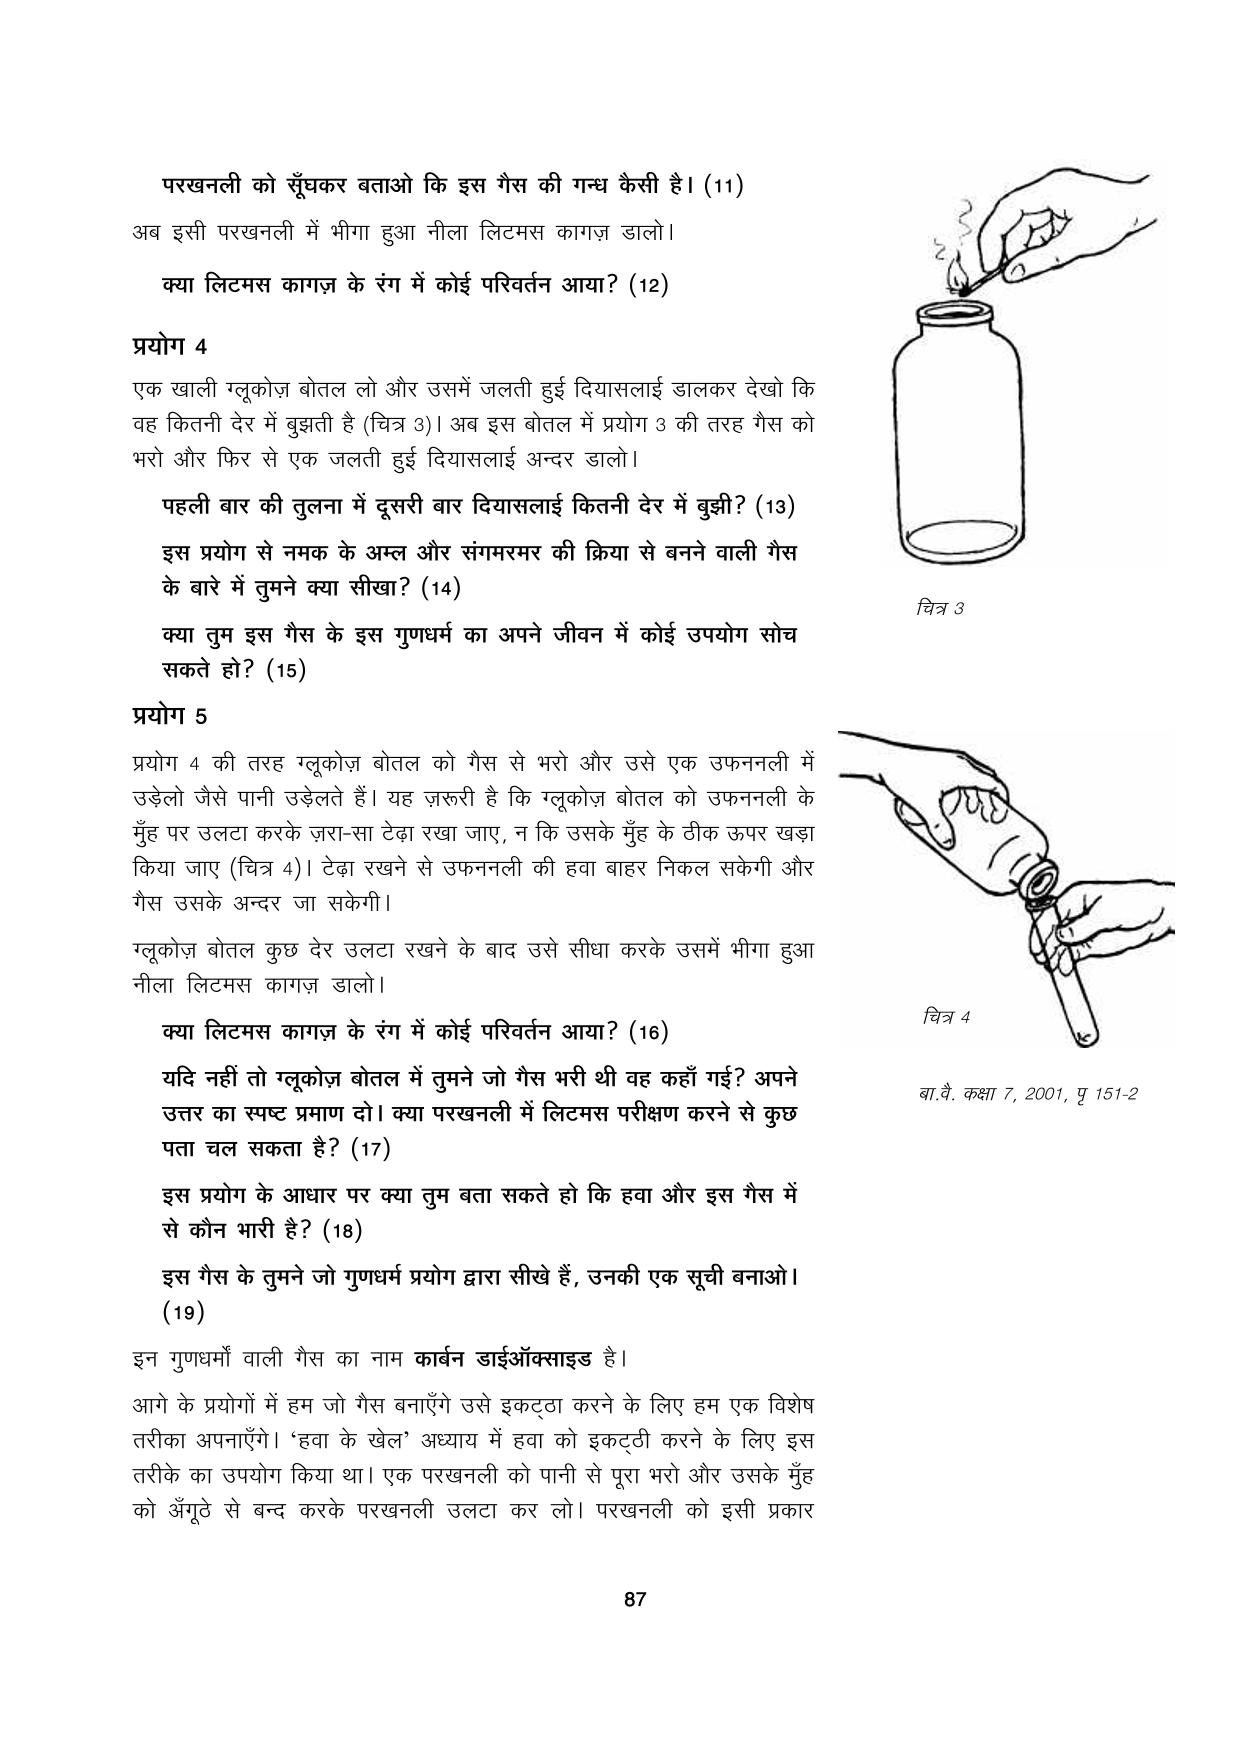 परखनली को सूँघकर बताओ कि इस गैस की गन्ध कैसी है। (11)
अब इसी परखनली में भीगा हुआ नीला लिटमस कागज़ डालो।
क्या लिटमस कागज़ के रंग में कोई परिवर्तन आया? (12)
प्रयोग 4
एक खाली ग्लूकोज़ बोतल लो और उसमें जलती हुई दियासलाई डालकर देखो कि
वह कितनी देर में बुझती है (चित्र 3)। अब इस बोतल में प्रयोग 3 की तरह गैस को
भरो और फिर से एक जलती हुई दियासलाई अन्दर डालो।
पहली बार की तुलना में दूसरी बार दियासलाई कितनी देर में बुझी? (13)
इस प्रयोग से नमक के अम्ल और संगमरमर की क्रिया से बनने वाली गैस
के बारे में तुमने क्या सीखा? (14)
क्या तुम इस गैस के इस गुणधर्म का अपने जीवन में कोई उपयोग सोच
सकते हो? (15)
चित्र 3
प्रयोग 5
प्रयोग 4 की तरह ग्लूकोज़ बोतल को गैस से भरो और उसे एक उफननली में
उड़ेलो जैसे पानी उड़ेलते हैं। यह ज़रूरी है कि ग्लूकोज़ बोतल को उफननली के
मुँह पर उलटा करके ज़रा-सा टेढ़ा रखा जाए, न कि उसके मुँह के ठीक ऊपर खड़ा
किया जाए (चित्र 4)। टेढ़ा रखने से उफननली की हवा बाहर निकल सकेगी और
गैस उसके अन्दर जा सकेगी।
ग्लूकोज़ बोतल कुछ देर उलटा रखने के बाद उसे सीधा करके उसमें भीगा हुआ
नीला लिटमस कागज़ डालो।
क्या लिटमस कागज़ के रंग में कोई परिवर्तन आया? (16)
यदि नहीं तो ग्लूकोज़ बोतल में तुमने जो गैस भरी थी वह कहाँ गई? अपने
उत्तर का स्पष्ट प्रमाण दो। क्या परखनली में लिटमस परीक्षण करने से कुछ
पता चल सकता है? (17)
चित्र 4
बा.वै. कक्षा 7, 2001, पृ 151-2
इस प्रयोग के आधार पर क्या तुम बता सकते हो कि हवा और इस गैस में
से कौन भारी है? (18)
इस गैस के तुमने जो गुणधर्म प्रयोग द्वारा सीखे हैं, उनकी एक सूची बनाओ।
(19)
इन गुणधर्मों वाली गैस का नाम कार्बन डाईऑक्साइड है।
आगे के प्रयोगों में हम जो गैस बनाएँगे उसे इकट्ठा करने के लिए हम एक विशेष
तरीका अपनाएँगे। ‘हवा के खेल’ अध्याय में हवा को इकट्ठी करने के लिए इस
तरीके का उपयोग किया था। एक परखनली को पानी से पूरा भरो और उसके मुँह
को अँगूठे से बन्द करके परखनली उलटा कर लो। परखनली को इसी प्रकार
87